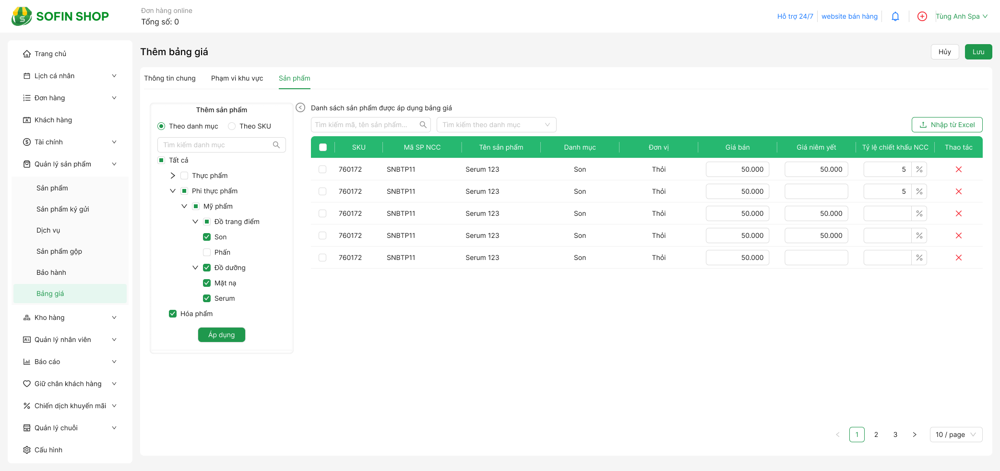 SOFIN SHOP
Đơn hàng online
Tổng số: 0
Hỗ trợ 24/7
website bán hàng
Tùng Anh Spa
Trang chủ
Lịch cá nhân
Đơn hàng
Khách hàng
Tài chính
Quản lý sản phẩm
Sản phẩm
Sản phẩm ký gửi
Dịch vụ
Sản phẩm gộp
Bảo hành
Bảng giá
Kho hàng
Quản lý nhân viên
Báo cáo
Giữ chân khách hàng
Chiến dịch khuyến mãi
Quản lý chuỗi
Cấu hình
Thêm bảng giá
Hủy
Lưu
Thông tin chung
Phạm vi khu vực
Sản phẩm
Thêm sản phẩm
Theo danh mục
Theo SKU
Tìm kiếm danh mục
Tất cả
Thực phẩm
Phi thực phẩm
Mỹ phẩm
Đồ trang điểm
Son
Phấn
Đồ dưỡng
Mặt nạ
Serum
Hóa phẩm
Áp dụng
Danh sách sản phẩm được áp dụng bảng giá
Tìm kiếm mã, tên sản phẩm...
Tìm kiếm theo danh mục
Nhập từ Excel
SKU Mã SP NCC Tên sản phẩm Danh mục Đơn vị Giá bán Giá niêm yết Tỷ lệ chiết khấu NCC Thao tác
760172 SNBTP11 Serum 123 Son Thỏi 50.000 50.000 5 %
760172 SNBTP11 Serum 123 Son Thỏi 50.000 5 %
760172 SNBTP11 Serum 123 Son Thỏi 50.000 50.000 %
760172 SNBTP11 Serum 123 Son Thỏi 50.000 50.000 %
760172 SNBTP11 Serum 123 Son Thỏi 50.000 %
1 2 3 10 / page